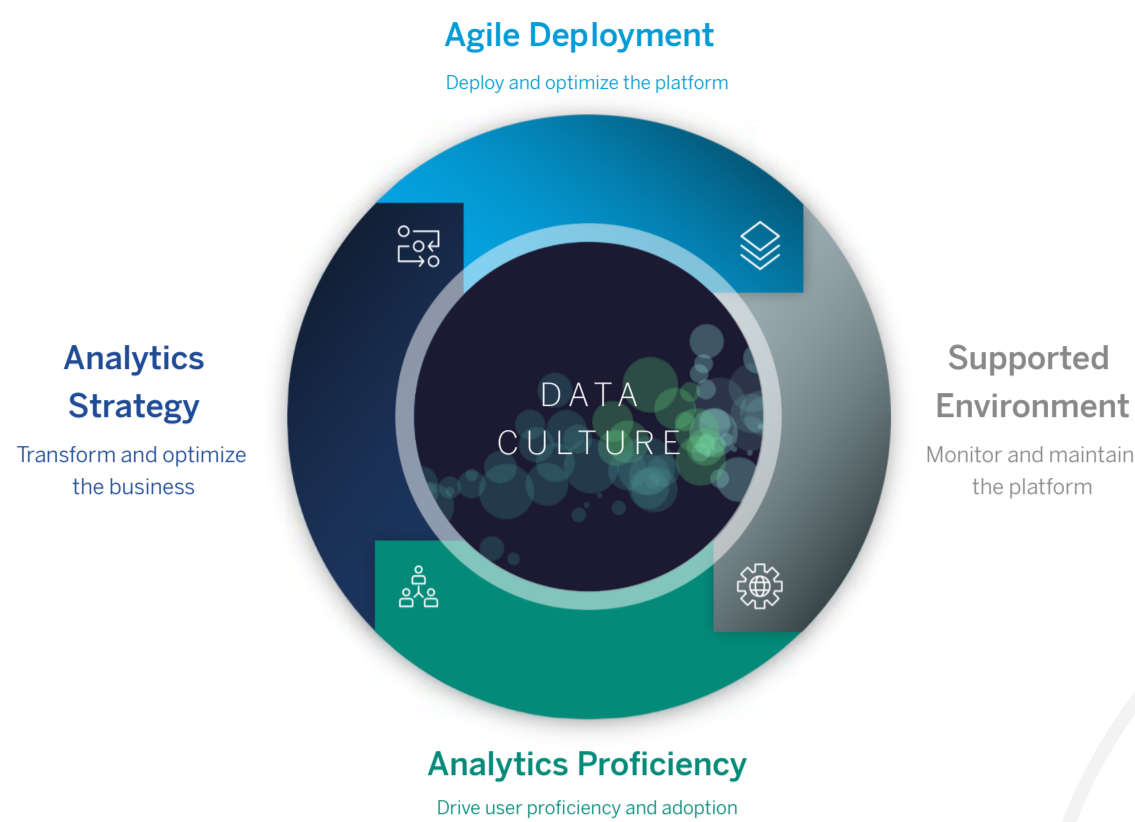 Agile Deployment
Deploy and optimize the platform
Analytics
Strategy
Transform and optimize
the business
DATA
CULTURE
Supported
Environment
Monitor and maintain
the platform
Analytics Proficiency
Drive user proficiency and adoption